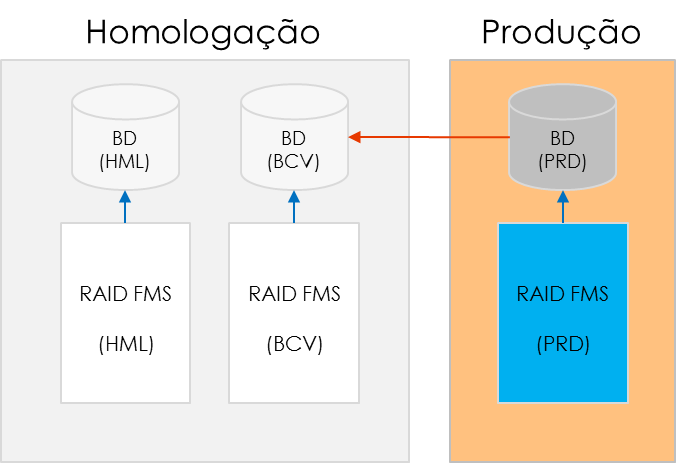 Homologação
Produção
BD
(HML)
BD
(BCV)
BD
(PRD)
RAID FMS
(HML)
RAID FMS
(BCV)
RAID FMS
(PRD)